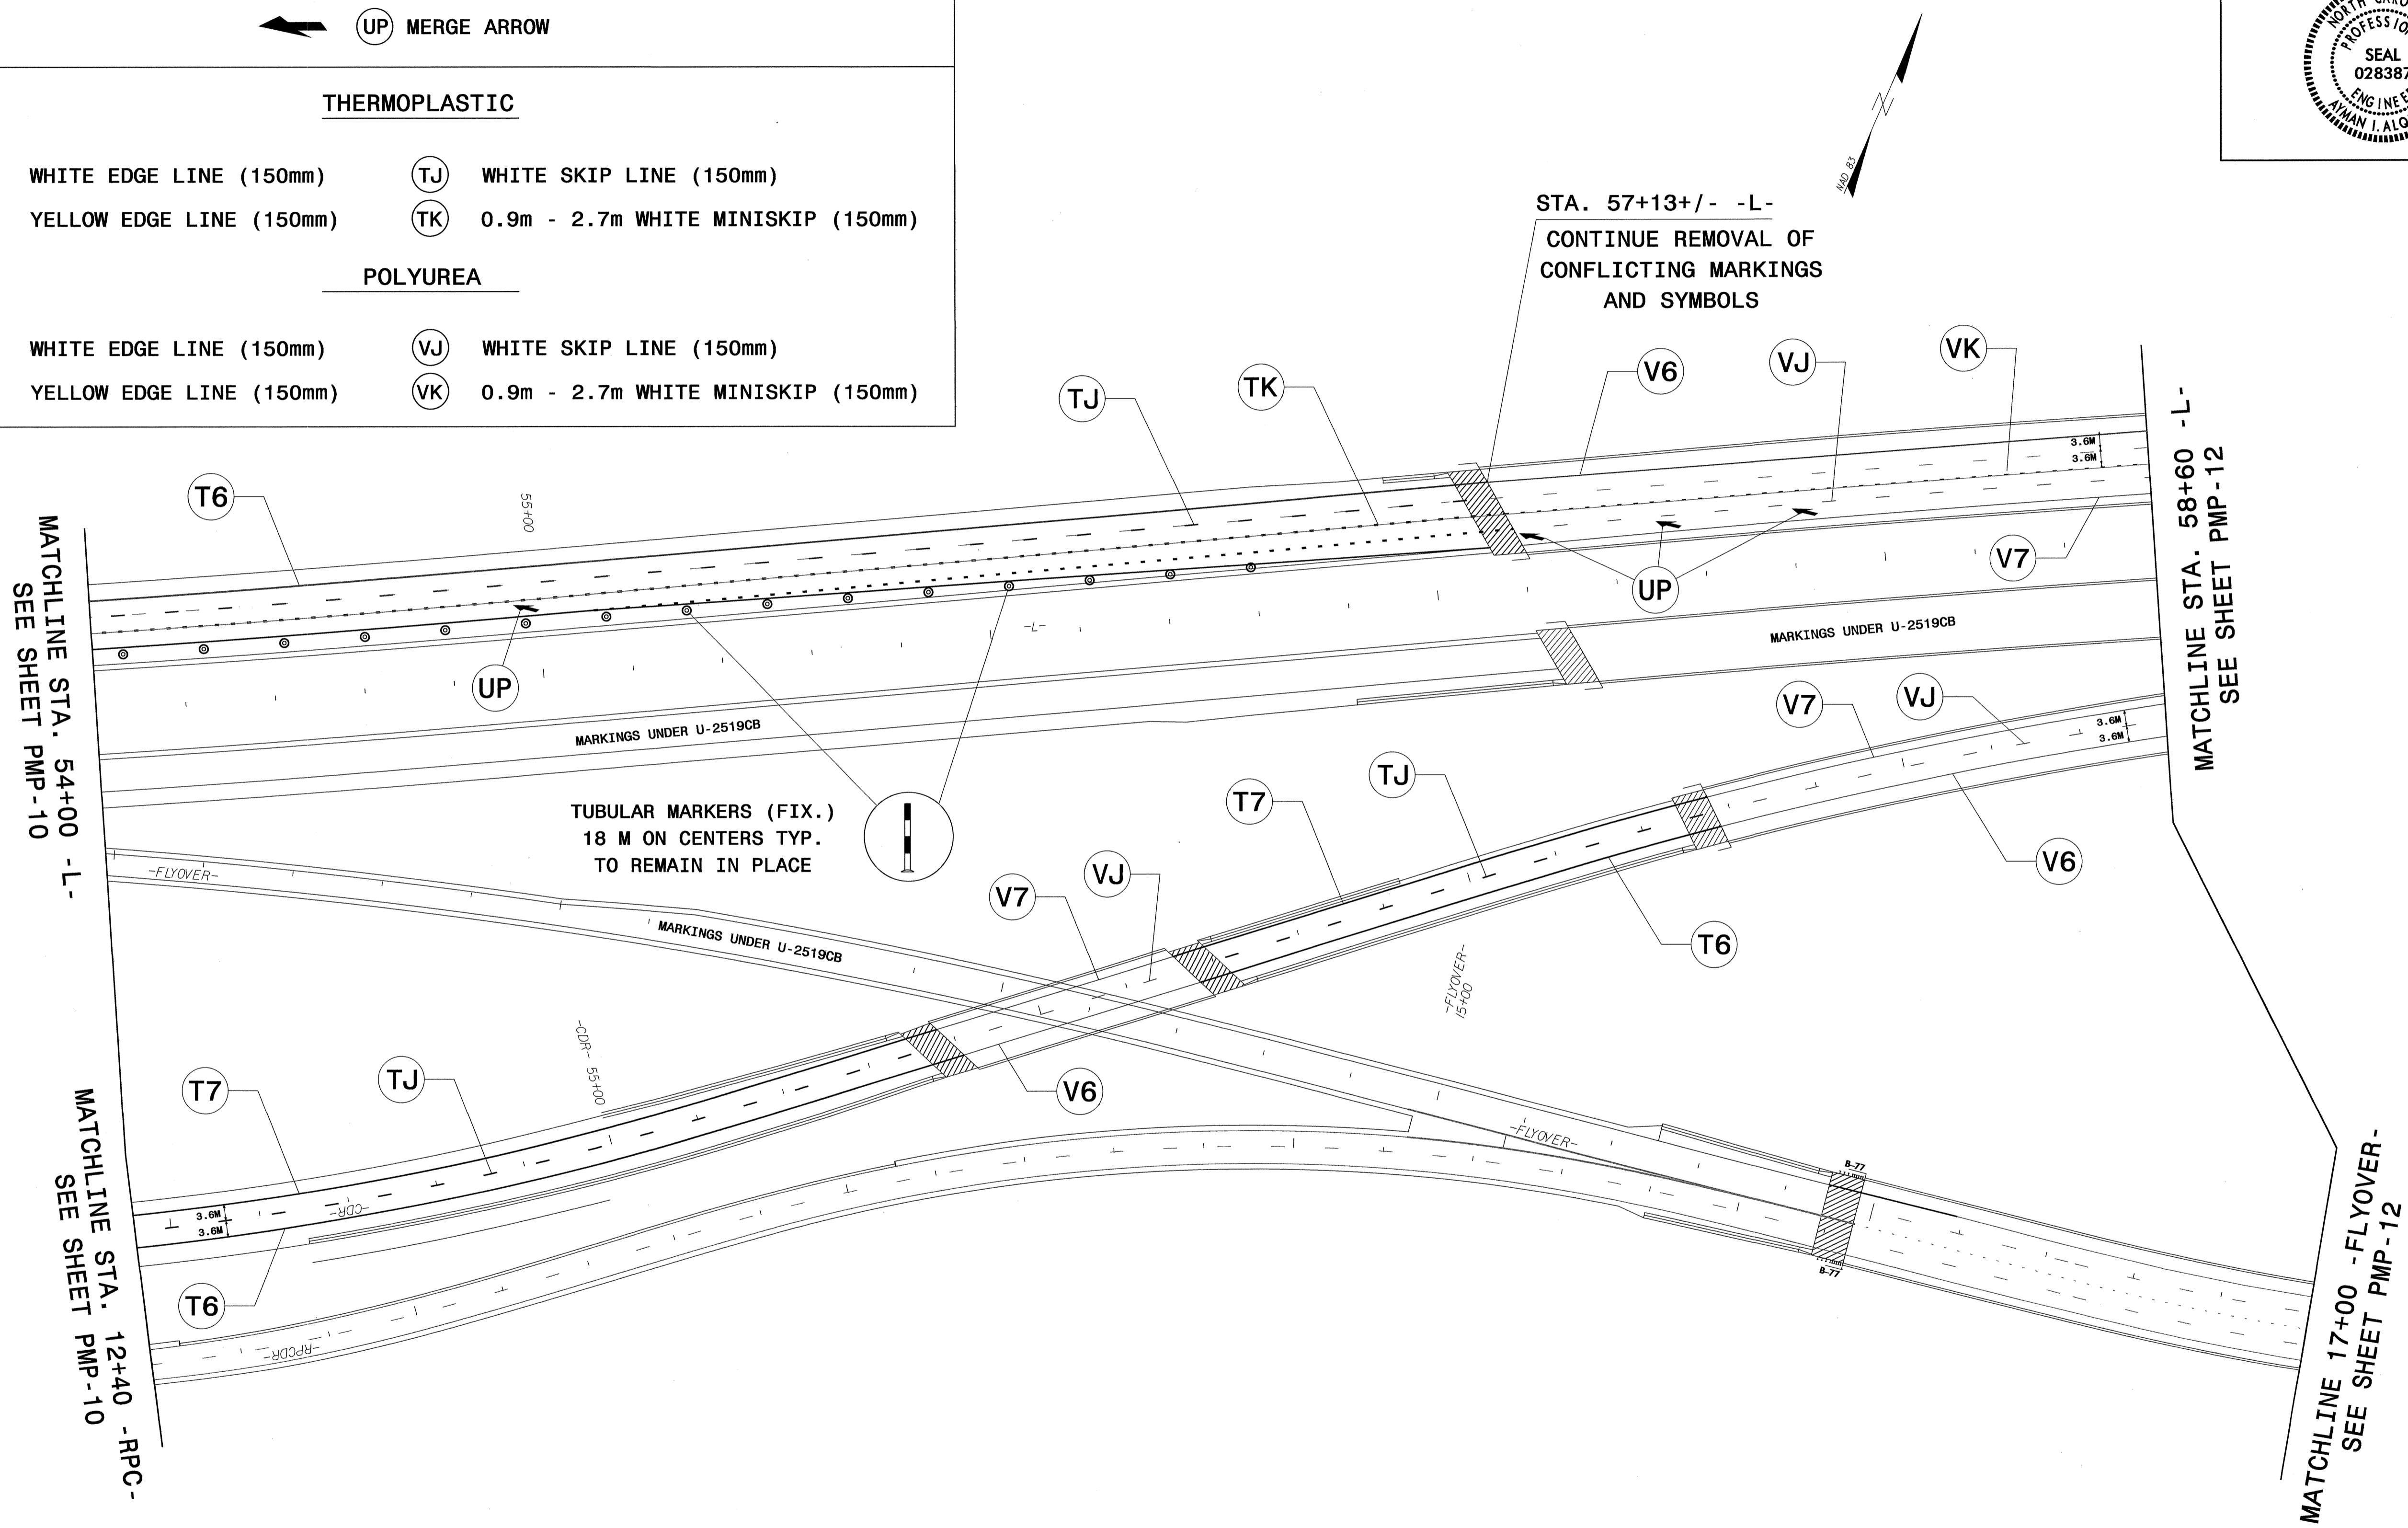 UP MERGE ARROW
THERMOPLASTIC
WHITE EDGE LINE (150mm) TJ WHITE SKIP LINE (150mm)
YELLOW EDGE LINE (150mm) TK 0.9m - 2.7m WHITE MINISKIP (150mm)
POLYUREA
WHITE EDGE LINE (150mm) VJ WHITE SKIP LINE (150mm)
YELLOW EDGE LINE (150mm) VK 0.9m - 2.7m WHITE MINISKIP (150mm)
PROFESSIO
SEAL
028387
ENGINEE
AYMAN I. ALQ
NAD 83
STA. 57+13+/- -L-
CONTINUE REMOVAL OF
CONFLICTING MARKINGS
AND SYMBOLS
TJ
TK
V6
VJ
VK
T6
55+00
3.6M
3.6M
V7
UP
UP
-L-
MARKINGS UNDER U-2519CB
MARKINGS UNDER U-2519CB
MATCHLINE STA. 54+00 -L-
SEE SHEET PMP-10
MATCHLINE STA. 58+60 -L-
SEE SHEET PMP-12
TUBULAR MARKERS (FIX.)
18 M ON CENTERS TYP.
TO REMAIN IN PLACE
V7
VJ
3.6M
3.6M
V6
T7
TJ
T6
V7
VJ
V6
-FLYOVER-
MARKINGS UNDER U-2519CB
-FLYOVER-
15+00
-CDR- 55+00
T7
TJ
3.6M
3.6M
-CDR-
T6
-RPCDR-
-FLYOVER-
B-77
B-77
MATCHLINE STA. 12+40 -RPC-
SEE SHEET PMP-10
MATCHLINE 17+00 -FLYOVER-
SEE SHEET PMP-12